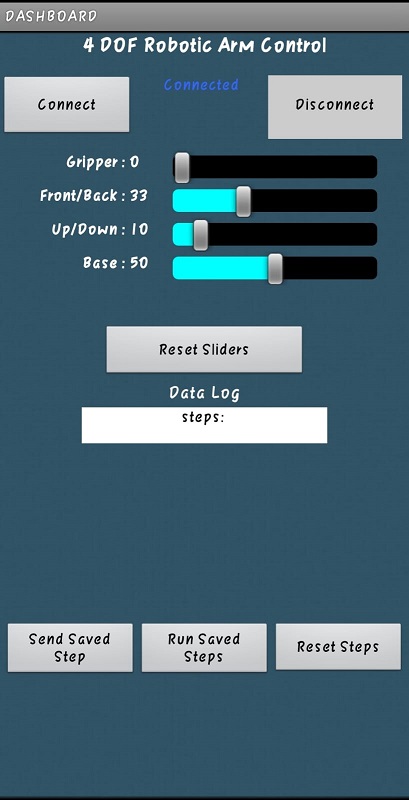 DASHBOARD
4 DOF Robotic Arm Control
Connect
Connected
Disconnect
Gripper : 0
Front/Back : 33
Up/Down : 10
Base : 50
Reset Sliders
Data Log
steps:
Send Saved
Step
Run Saved
Steps
Reset Steps